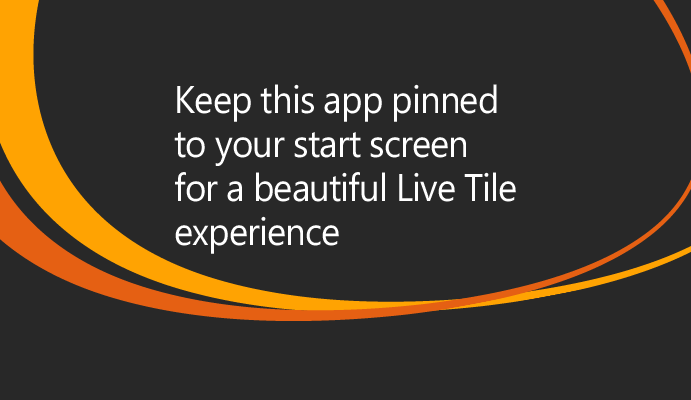 Keep this app pinned
to your start screen
for a beautiful Live Tile
experience